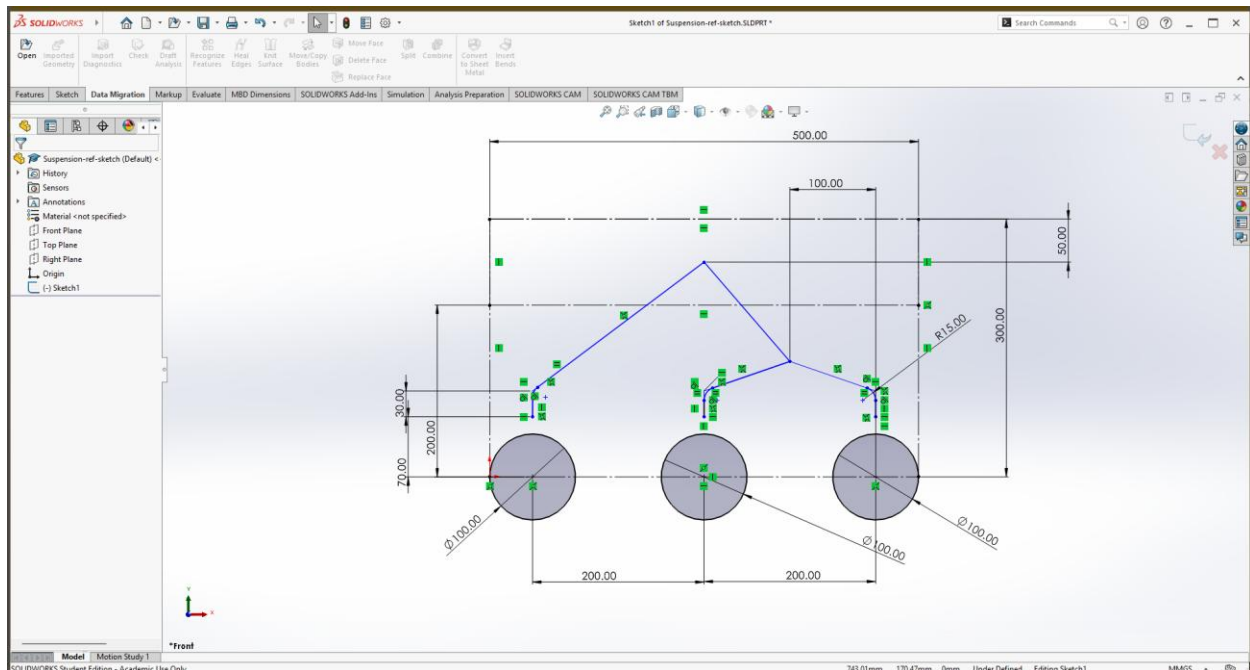 SOLIDWORKS
Sketch1 of Suspension-ref-sketch.SLDPRT *
Search Commands
Open
Imported Geometry
Import Diagnostics
Check
Draft Analysis
Recognize Features
Heal Edges
Knit Surface
Move/Copy Bodies
Move Face
Delete Face
Replace Face
Split
Combine
Convert to Sheet Metal
Insert Bends
Features Sketch Data Migration Markup Evaluate MBD Dimensions SOLIDWORKS Add-Ins Simulation Analysis Preparation SOLIDWORKS CAM SOLIDWORKS CAM TBM
Suspension-ref-sketch (Default) <
History
Sensors
Annotations
Material <not specified>
Front Plane
Top Plane
Right Plane
Origin
(-) Sketch1
500.00
100.00
50.00
R15.00
300.00
30.00
200.00
70.00
Ø100.00
Ø100.00
Ø100.00
200.00
200.00
Y
X
*Front
Model Motion Study 1
SOLIDWORKS Student Edition - Academic Use Only
743.01mm 170.47mm 0mm Under Defined Editing Sketch1 MMGS